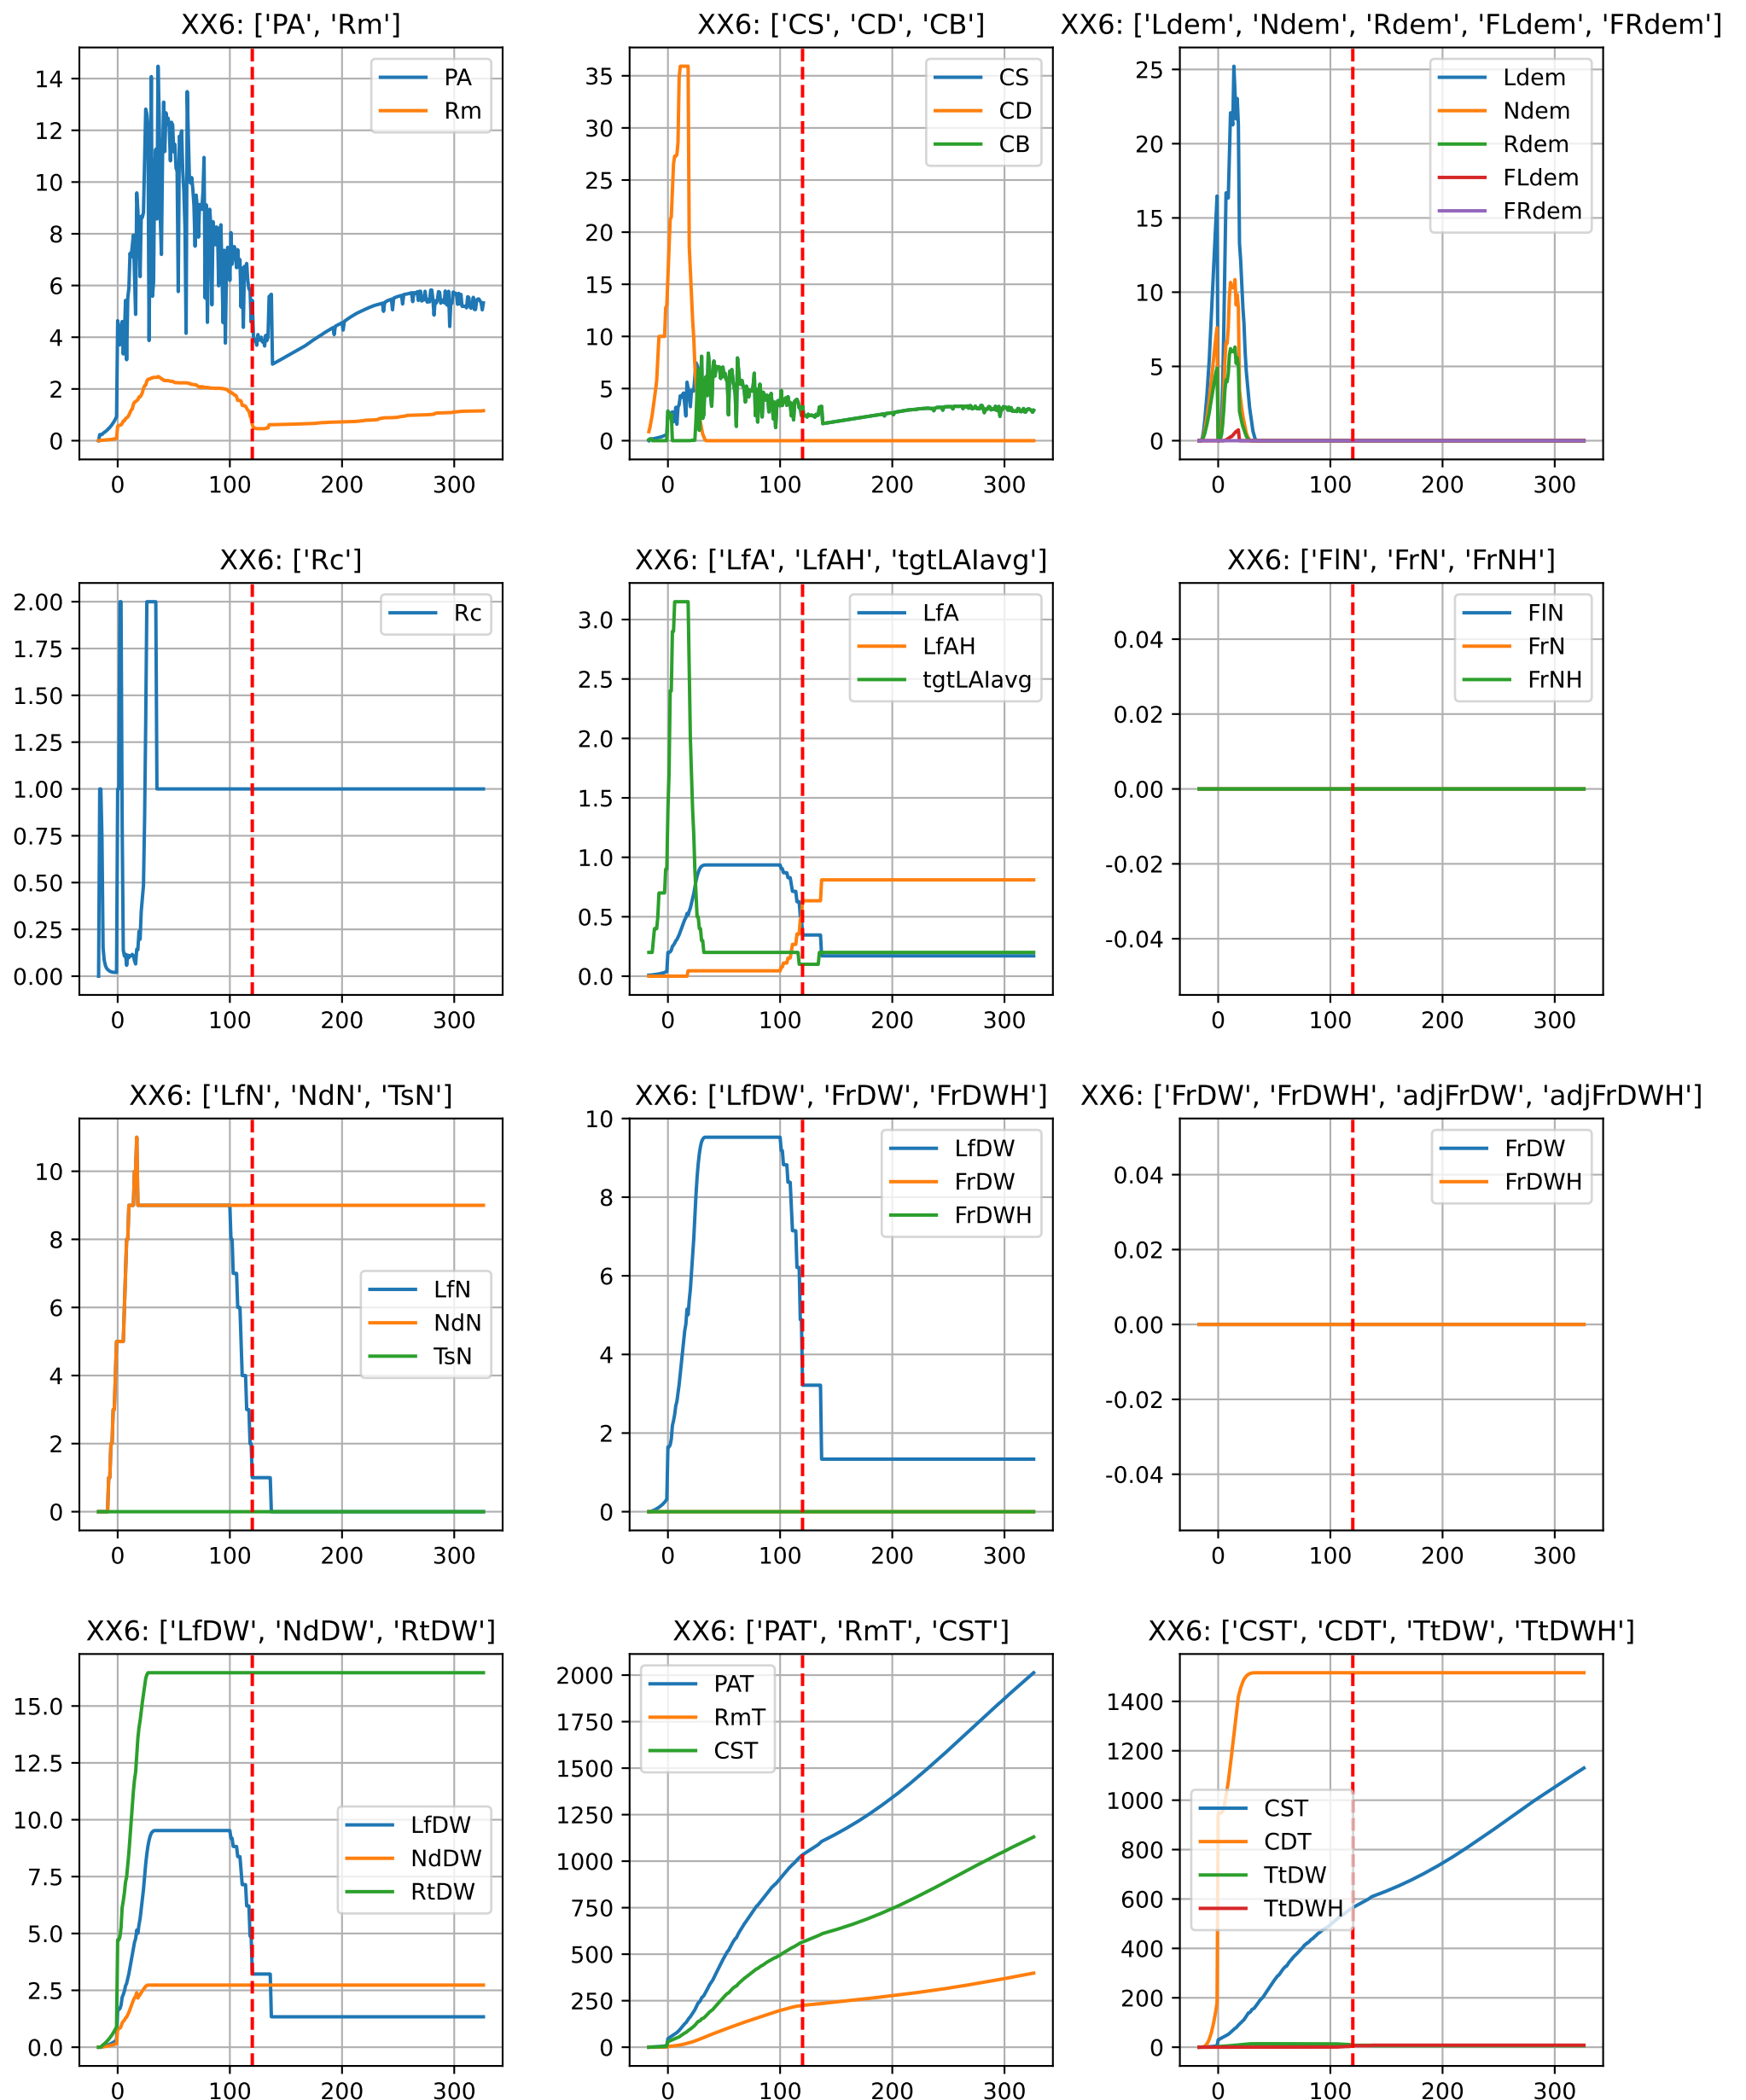 XX6: ['PA', 'Rm']
14
12
10
8
6
4
2
0
0 100 200 300
PA
Rm
XX6: ['CS', 'CD', 'CB']
35
30
25
20
15
10
5
0
0 100 200 300
CS
CD
CB
XX6: ['Ldem', 'Ndem', 'Rdem', 'FLdem', 'FRdem']
25
20
15
10
5
0
0 100 200 300
Ldem
Ndem
Rdem
FLdem
FRdem
XX6: ['Rc']
2.00
1.75
1.50
1.25
1.00
0.75
0.50
0.25
0.00
0 100 200 300
Rc
XX6: ['LfA', 'LfAH', 'tgtLAIavg']
3.0
2.5
2.0
1.5
1.0
0.5
0.0
0 100 200 300
LfA
LfAH
tgtLAIavg
XX6: ['FlN', 'FrN', 'FrNH']
0.04
0.02
0.00
-0.02
-0.04
0 100 200 300
FlN
FrN
FrNH
XX6: ['LfN', 'NdN', 'TsN']
10
8
6
4
2
0
0 100 200 300
LfN
NdN
TsN
XX6: ['LfDW', 'FrDW', 'FrDWH']
10
8
6
4
2
0
0 100 200 300
LfDW
FrDW
FrDWH
XX6: ['FrDW', 'FrDWH', 'adjFrDW', 'adjFrDWH']
0.04
0.02
0.00
-0.02
-0.04
0 100 200 300
FrDW
FrDWH
XX6: ['LfDW', 'NdDW', 'RtDW']
15.0
12.5
10.0
7.5
5.0
2.5
0.0
0 100 200 300
LfDW
NdDW
RtDW
XX6: ['PAT', 'RmT', 'CST']
2000
1750
1500
1250
1000
750
500
250
0
0 100 200 300
PAT
RmT
CST
XX6: ['CST', 'CDT', 'TtDW', 'TtDWH']
1400
1200
1000
800
600
400
200
0
0 100 200 300
CST
CDT
TtDW
TtDWH